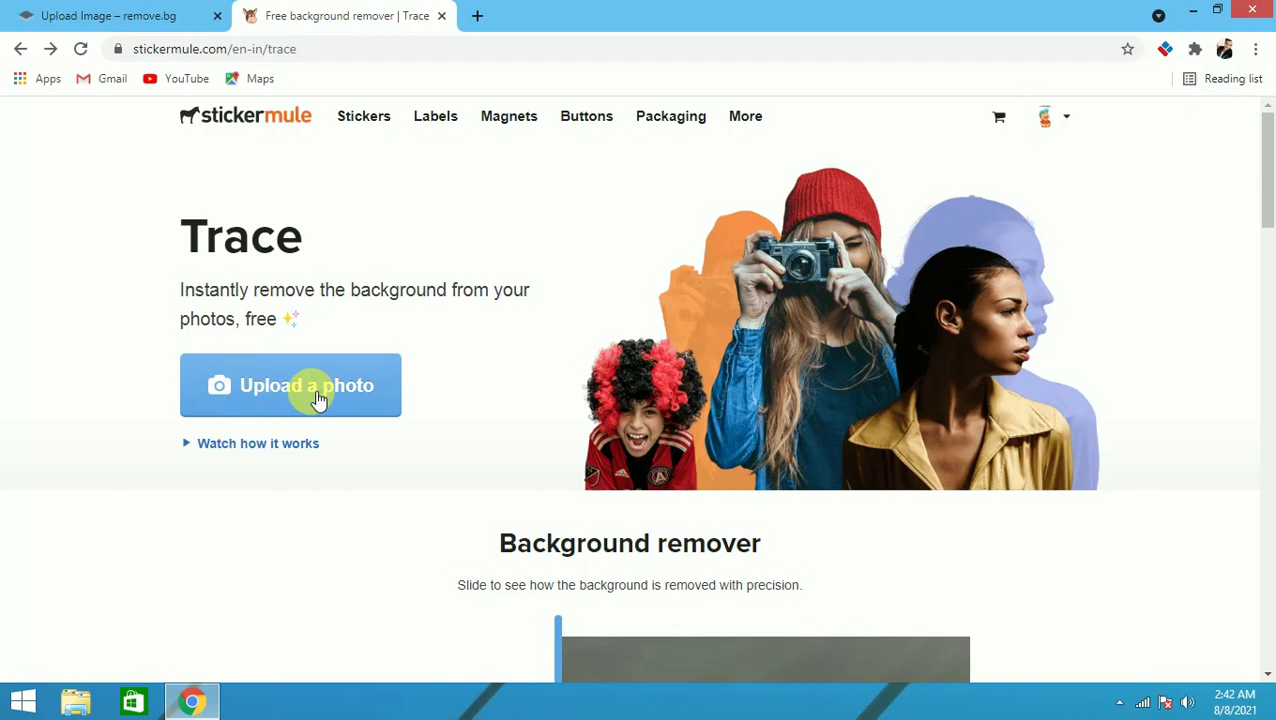 Upload Image – remove.bg
Free background remover | Trace
stickermule.com/en-in/trace
Apps
Gmail
YouTube
Maps
Reading list
stickermule
Stickers
Labels
Magnets
Buttons
Packaging
More
Trace
Instantly remove the background from your
photos, free ✨
Upload a photo
Watch how it works
Background remover
Slide to see how the background is removed with precision.
2:42 AM
8/8/2021